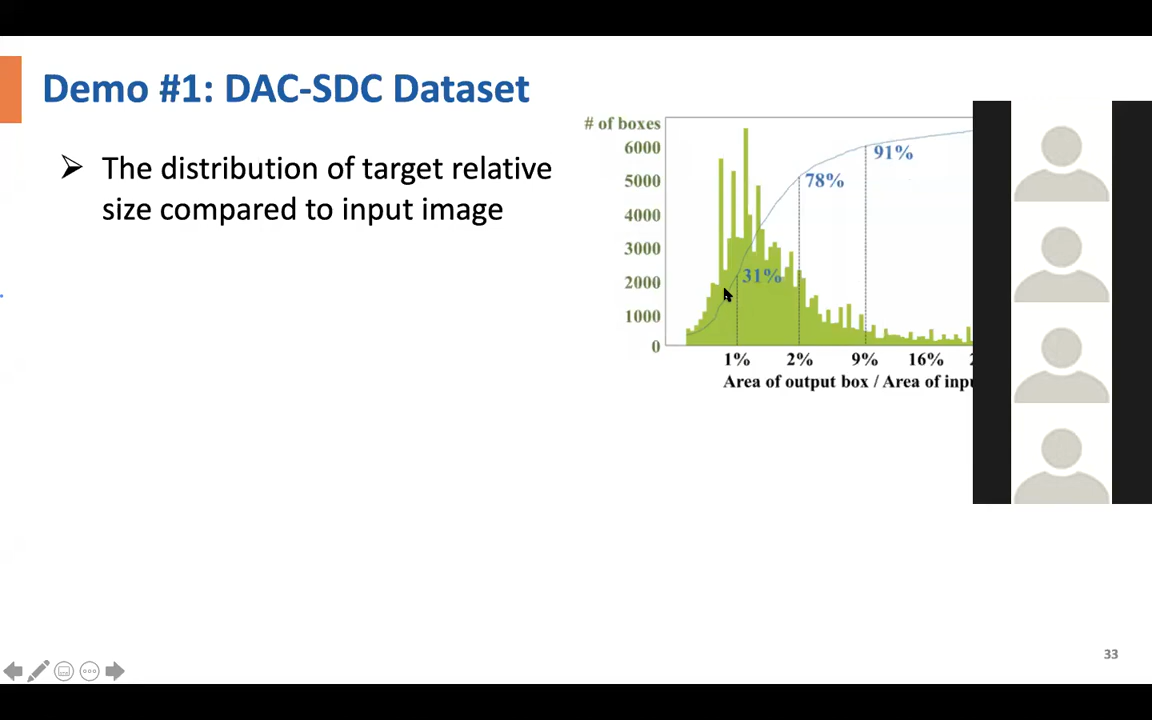 Demo #1: DAC-SDC Dataset
The distribution of target relative
size compared to input image
# of boxes
6000
5000
4000
3000
2000
1000
0
91%
78%
31%
1% 2% 9% 16%
Area of output box / Area of
33